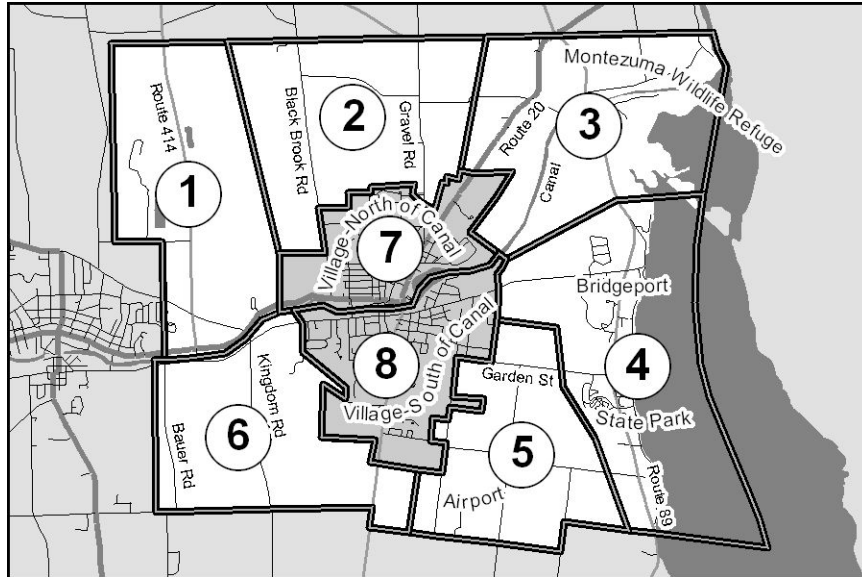 Montezuma Wildlife Refuge
Route 414
1
Black Brook Rd
2
Gravel Rd
Route 20
3
Canal
Village-North of Canal
7
Bridgeport
4
State Park
Route 89
Village-South of Canal
8
Garden St
5
Airport
Kingdom Rd
6
Bauer Rd